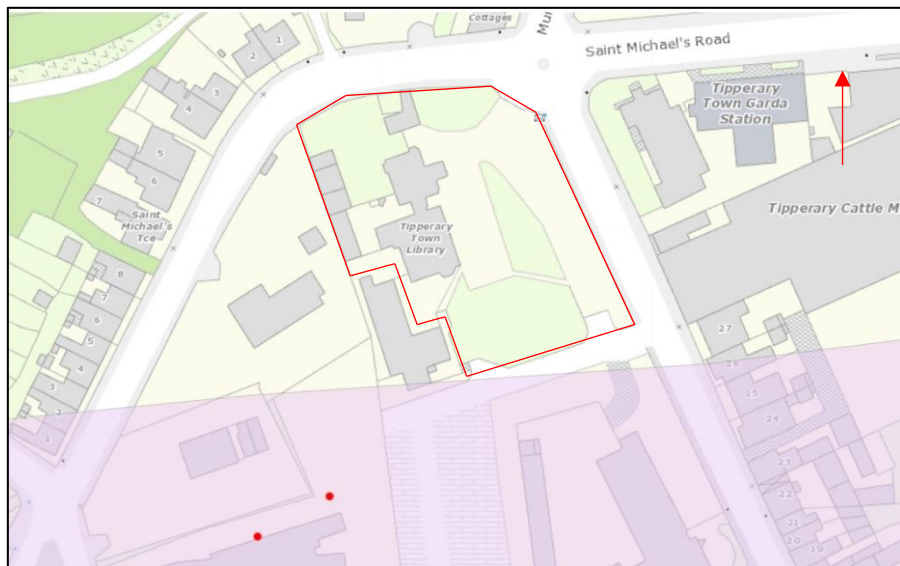 Cottages
Saint Michael's Road
2
1
3
4
Tipperary
Town Garda
Station
5
6
7
Saint
Michael's
Tce
Tipperary
Town
Library
Tipperary Cattle M
8
7
6
5
4
3
2
1
27
26
25
24
23
22
21
20
19